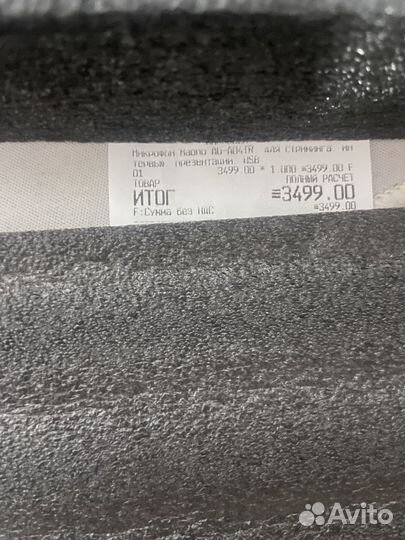 Микрофон Maono AU-A04TR для стриминга, ин
тервью, презентаций, USB
01 3499.00 * 1.000 =3499.00 F
ТОВАР ПОЛНЫЙ РАСЧЕТ
ИТОГ =3499.00
F:Сумма без НДС =3499.00
Avito